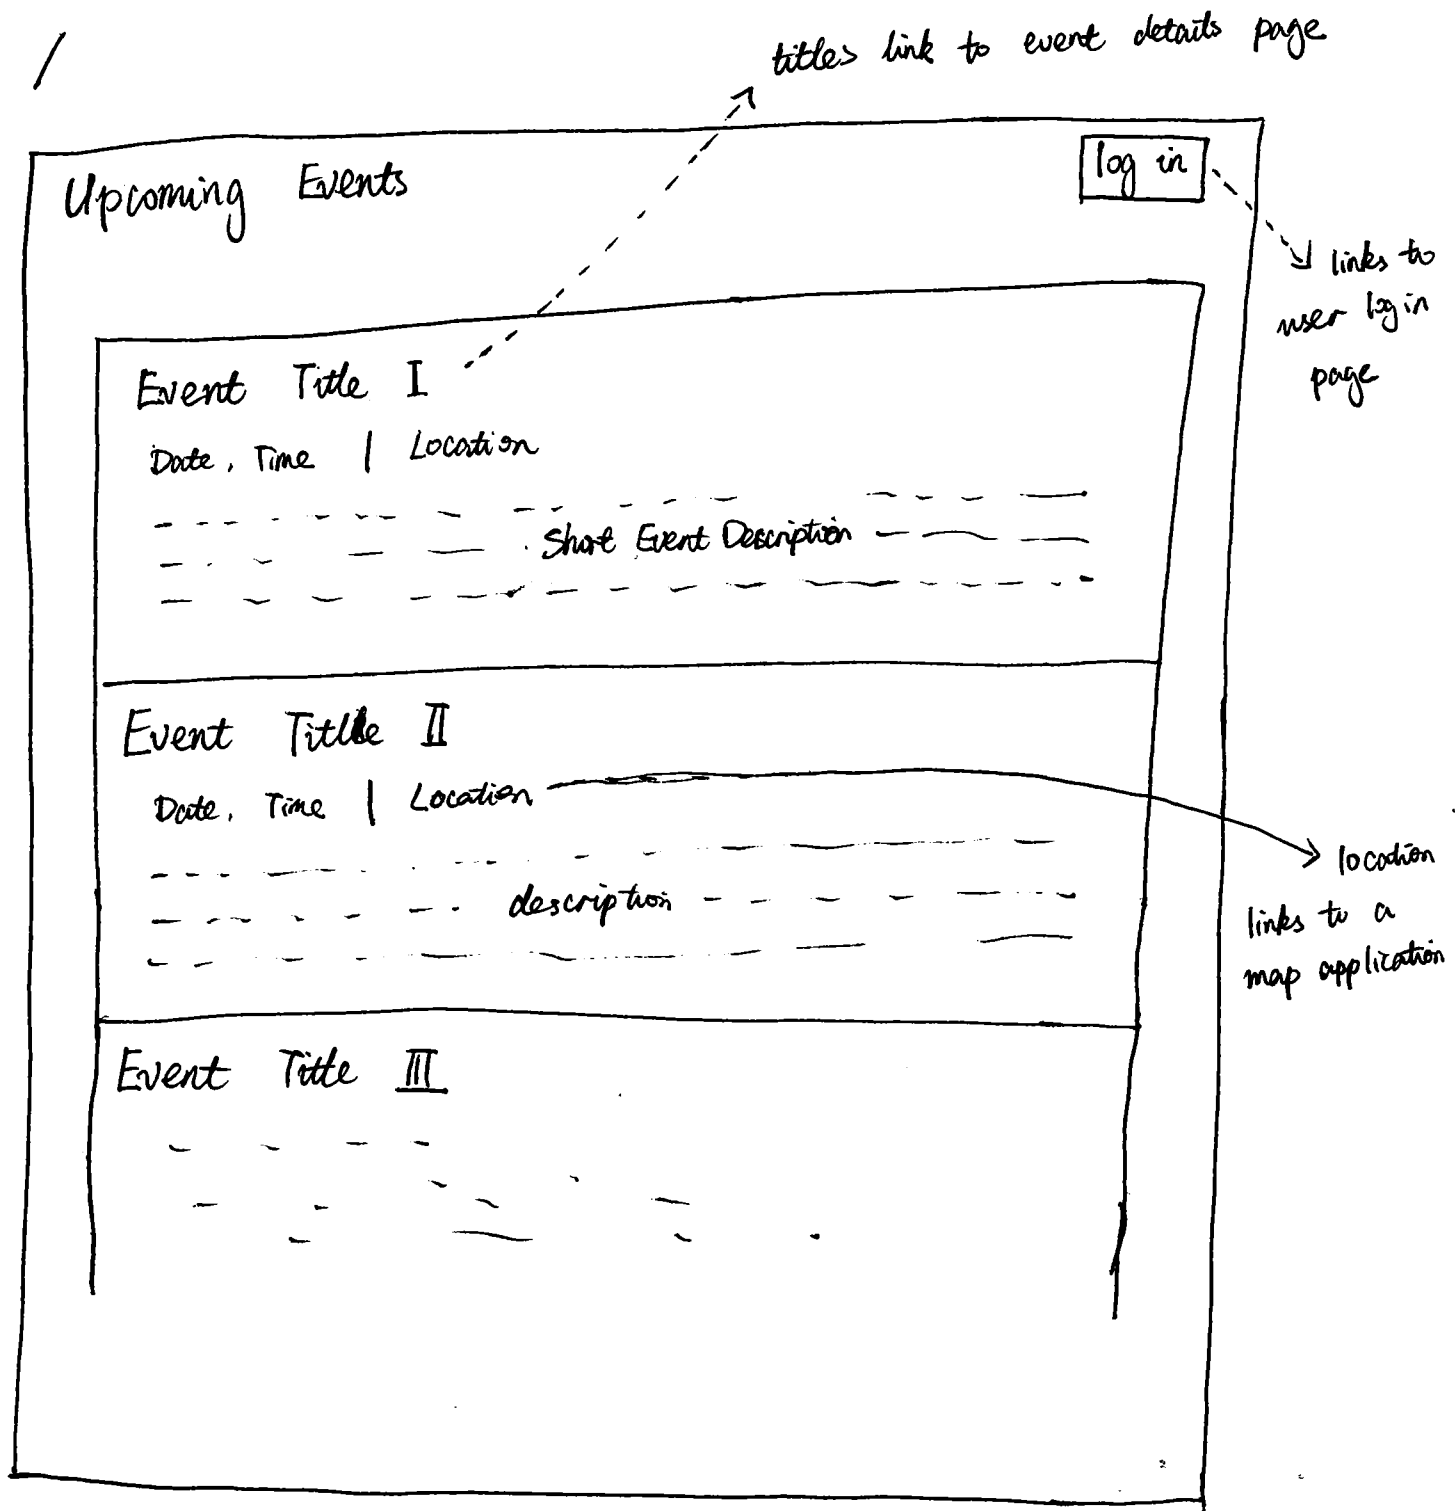 /
titles link to event details page
Upcoming Events
log in
links to
user log in
page
Event Title I
Date, Time | Location
Short Event Description
Event Title II
Date, Time | Location
location
links to a
map application
description
Event Title III